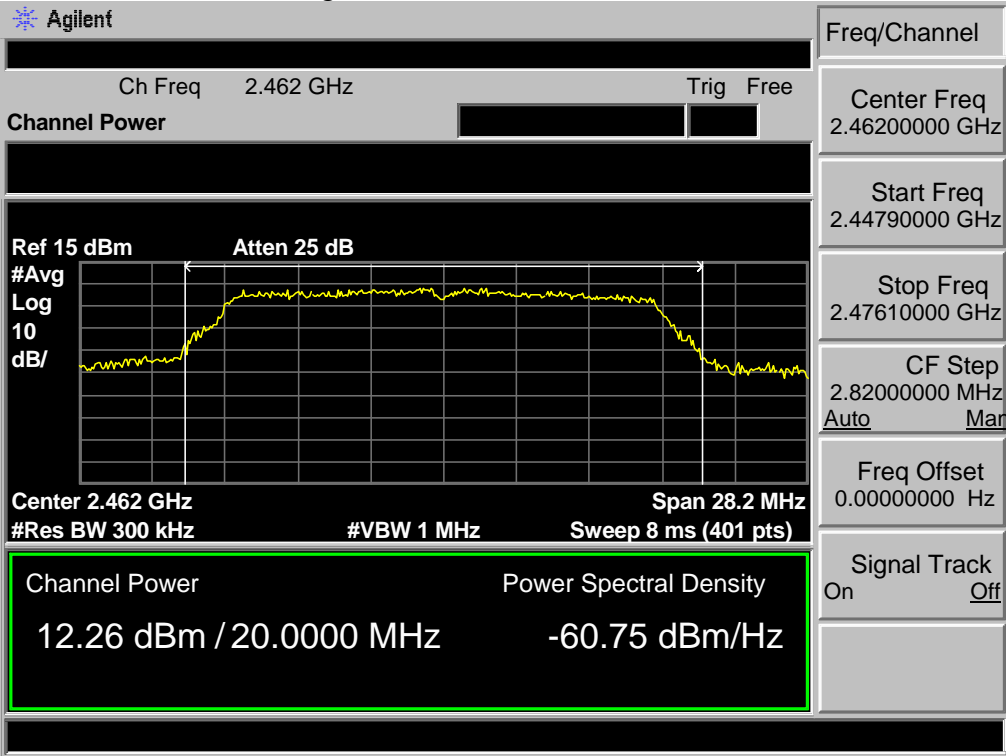 Agilent
Freq/Channel
Ch Freq 2.462 GHz Trig Free
Channel Power
Center Freq
2.46200000 GHz
Start Freq
2.44790000 GHz
Ref 15 dBm Atten 25 dB
#Avg
Log
10
dB/
Stop Freq
2.47610000 GHz
CF Step
2.82000000 MHz
Auto Man
Freq Offset
0.00000000 Hz
Center 2.462 GHz Span 28.2 MHz
#Res BW 300 kHz #VBW 1 MHz Sweep 8 ms (401 pts)
Signal Track
On Off
Channel Power Power Spectral Density
12.26 dBm / 20.0000 MHz -60.75 dBm/Hz